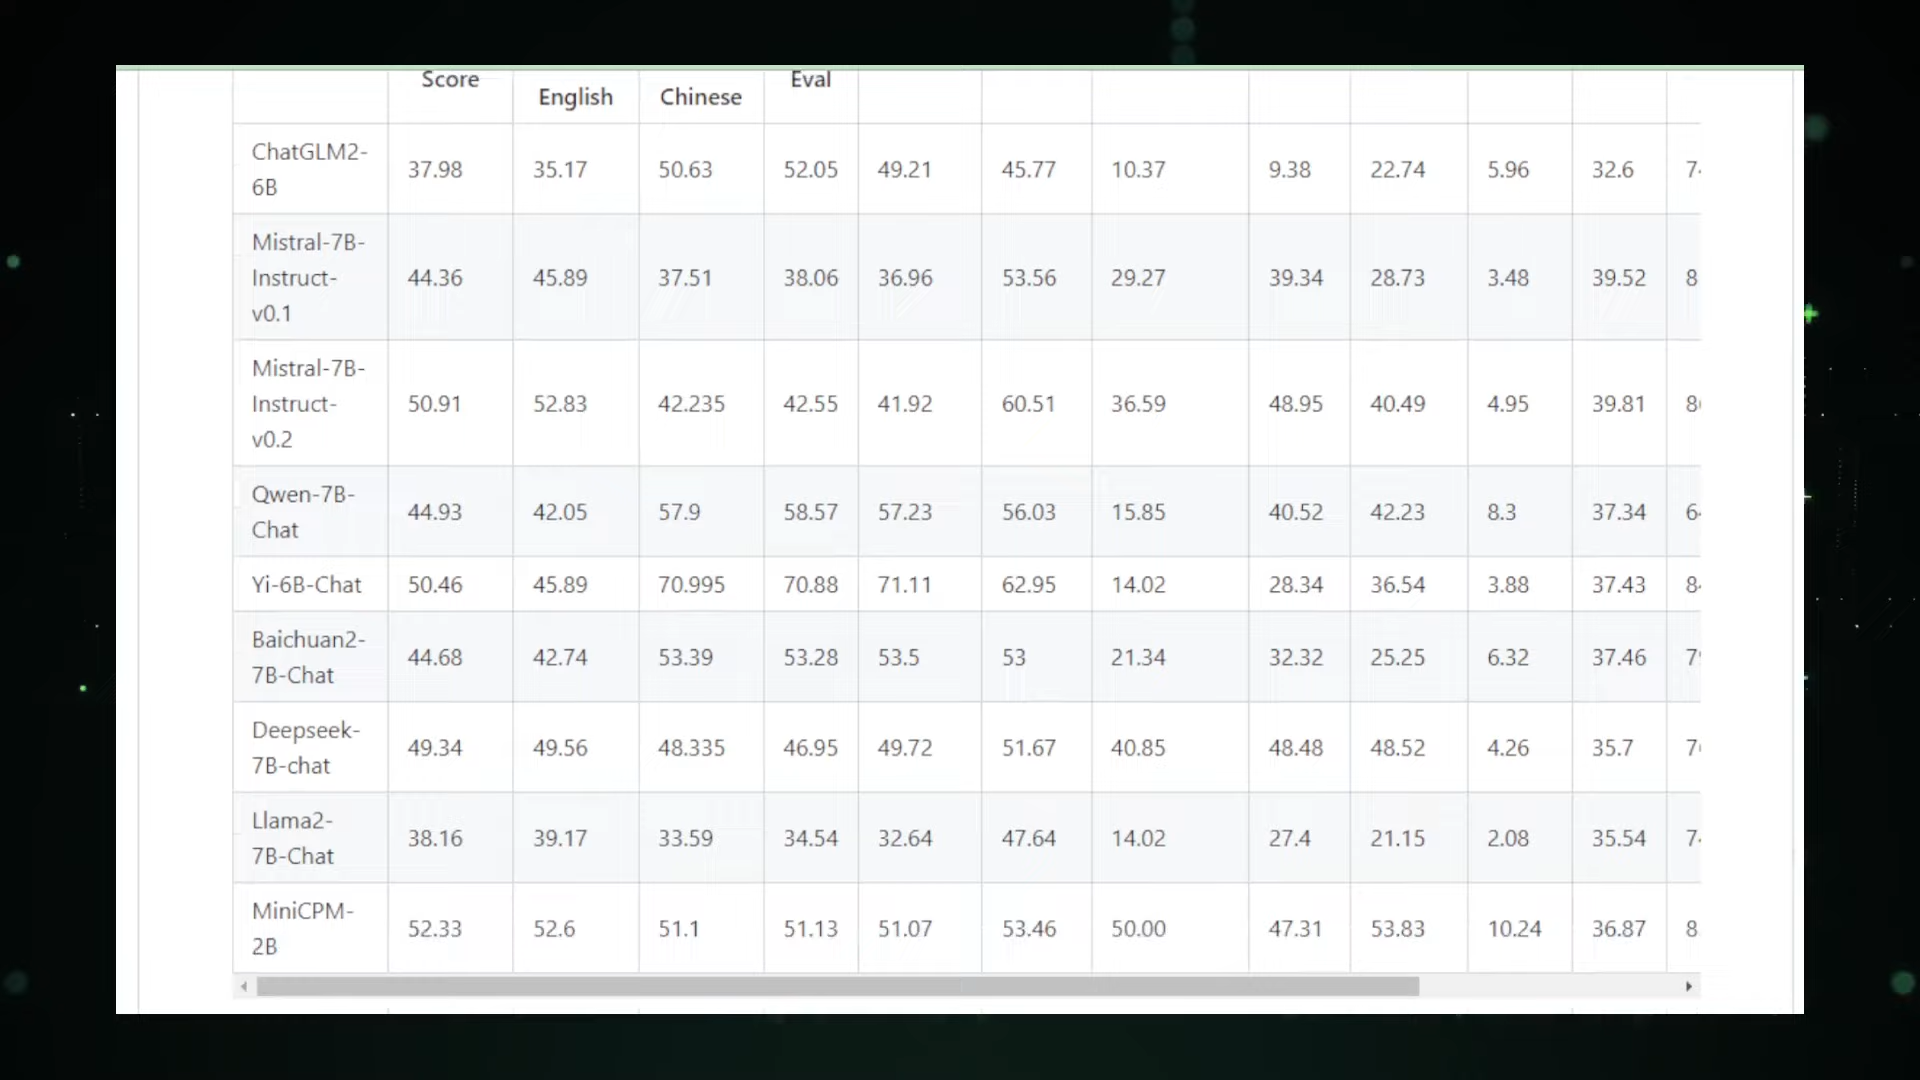 Score Eval
English Chinese
ChatGLM2-
6B
37.98 35.17 50.63 52.05 49.21 45.77 10.37 9.38 22.74 5.96 32.6
Mistral-7B-
Instruct-
v0.1
44.36 45.89 37.51 38.06 36.96 53.56 29.27 39.34 28.73 3.48 39.52
Mistral-7B-
Instruct-
v0.2
50.91 52.83 42.235 42.55 41.92 60.51 36.59 48.95 40.49 4.95 39.81
Qwen-7B-
Chat
44.93 42.05 57.9 58.57 57.23 56.03 15.85 40.52 42.23 8.3 37.34
Yi-6B-Chat 50.46 45.89 70.995 70.88 71.11 62.95 14.02 28.34 36.54 3.88 37.43
Baichuan2-
7B-Chat
44.68 42.74 53.39 53.28 53.5 53 21.34 32.32 25.25 6.32 37.46
Deepseek-
7B-chat
49.34 49.56 48.335 46.95 49.72 51.67 40.85 48.48 48.52 4.26 35.7
Llama2-
7B-Chat
38.16 39.17 33.59 34.54 32.64 47.64 14.02 27.4 21.15 2.08 35.54
MiniCPM-
2B
52.33 52.6 51.1 51.13 51.07 53.46 50.00 47.31 53.83 10.24 36.87